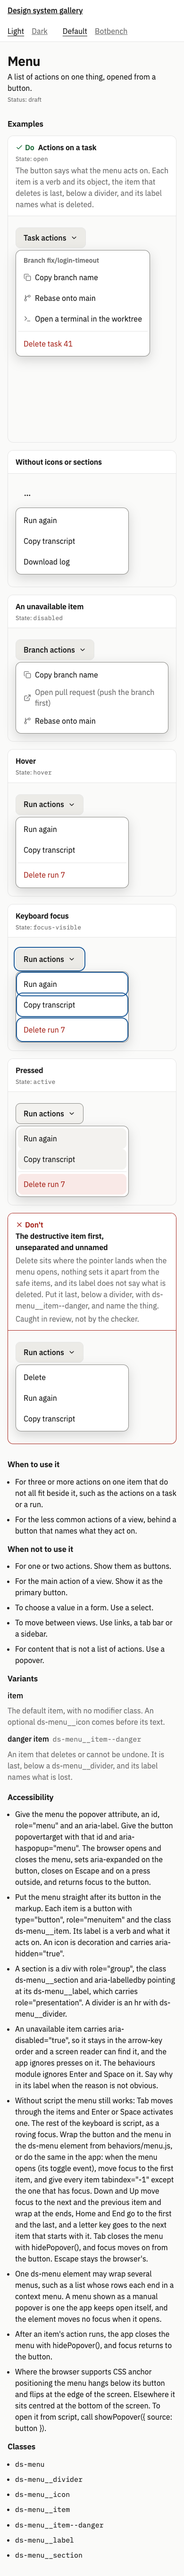 Design system gallery
Light Dark Default Botbench
Menu
A list of actions on one thing, opened from a
button.
Status: draft
Examples
Do Actions on a task
State: open
The button says what the menu acts on. Each
item is a verb and its object, the item that
deletes is last, below a divider, and its label
names what is deleted.
Task actions
Branch fix/login-timeout
Copy branch name
Rebase onto main
Open a terminal in the worktree
Delete task 41
Without icons or sections
...
Run again
Copy transcript
Download log
An unavailable item
State: disabled
Branch actions
Copy branch name
Open pull request (push the branch
first)
Rebase onto main
Hover
State: hover
Run actions
Run again
Copy transcript
Delete run 7
Keyboard focus
State: focus-visible
Run actions
Run again
Copy transcript
Delete run 7
Pressed
State: active
Run actions
Run again
Copy transcript
Delete run 7
Don't
The destructive item first,
unseparated and unnamed
Delete sits where the pointer lands when the
menu opens, nothing sets it apart from the
safe items, and its label does not say what is
deleted. Put it last, below a divider, with ds-
menu__item--danger, and name the thing.
Caught in review, not by the checker.
Run actions
Delete
Run again
Copy transcript
When to use it
• For three or more actions on one item that do
not all fit beside it, such as the actions on a task
or a run.
• For the less common actions of a view, behind a
button that names what they act on.
When not to use it
• For one or two actions. Show them as buttons.
• For the main action of a view. Show it as the
primary button.
• To choose a value in a form. Use a select.
• To move between views. Use links, a tab bar or
a sidebar.
• For content that is not a list of actions. Use a
popover.
Variants
item
The default item, with no modifier class. An
optional ds-menu__icon comes before its text.
danger item ds-menu__item--danger
An item that deletes or cannot be undone. It is
last, below a ds-menu__divider, and its label
names what is lost.
Accessibility
• Give the menu the popover attribute, an id,
role="menu" and an aria-label. Give the button
popovertarget with that id and aria-
haspopup="menu". The browser opens and
closes the menu, sets aria-expanded on the
button, closes on Escape and on a press
outside, and returns focus to the button.
• Put the menu straight after its button in the
markup. Each item is a button with
type="button", role="menuitem" and the class
ds-menu__item. Its label is a verb and what it
acts on. An icon is decoration and carries aria-
hidden="true".
• A section is a div with role="group", the class
ds-menu__section and aria-labelledby pointing
at its ds-menu__label, which carries
role="presentation". A divider is an hr with ds-
menu__divider.
• An unavailable item carries aria-
disabled="true", so it stays in the arrow-key
order and a screen reader can find it, and the
app ignores presses on it. The behaviours
module ignores Enter and Space on it. Say why
in its label when the reason is not obvious.
• Without script the menu still works: Tab moves
through the items and Enter or Space activates
one. The rest of the keyboard is script, as a
roving focus. Wrap the button and the menu in
the ds-menu element from behaviors/menu.js,
or do the same in the app: when the menu
opens (its toggle event), move focus to the first
item, and give every item tabindex="-1" except
the one that has focus. Down and Up move
focus to the next and the previous item and
wrap at the ends, Home and End go to the first
and the last, and a letter key goes to the next
item that starts with it. Tab closes the menu
with hidePopover(), and focus moves on from
the button. Escape stays the browser's.
• One ds-menu element may wrap several
menus, such as a list whose rows each end in a
context menu. A menu shown as a manual
popover is one the app keeps open itself, and the
element moves no focus when it opens.
• After an item's action runs, the app closes the
menu with hidePopover(), and focus returns to
the button.
• Where the browser supports CSS anchor
positioning the menu hangs below its button
and flips at the edge of the screen. Elsewhere it
sits centred at the bottom of the screen. To
open it from script, call showPopover({ source:
button }).
Classes
• ds-menu
• ds-menu__divider
• ds-menu__icon
• ds-menu__item
• ds-menu__item--danger
• ds-menu__label
• ds-menu__section